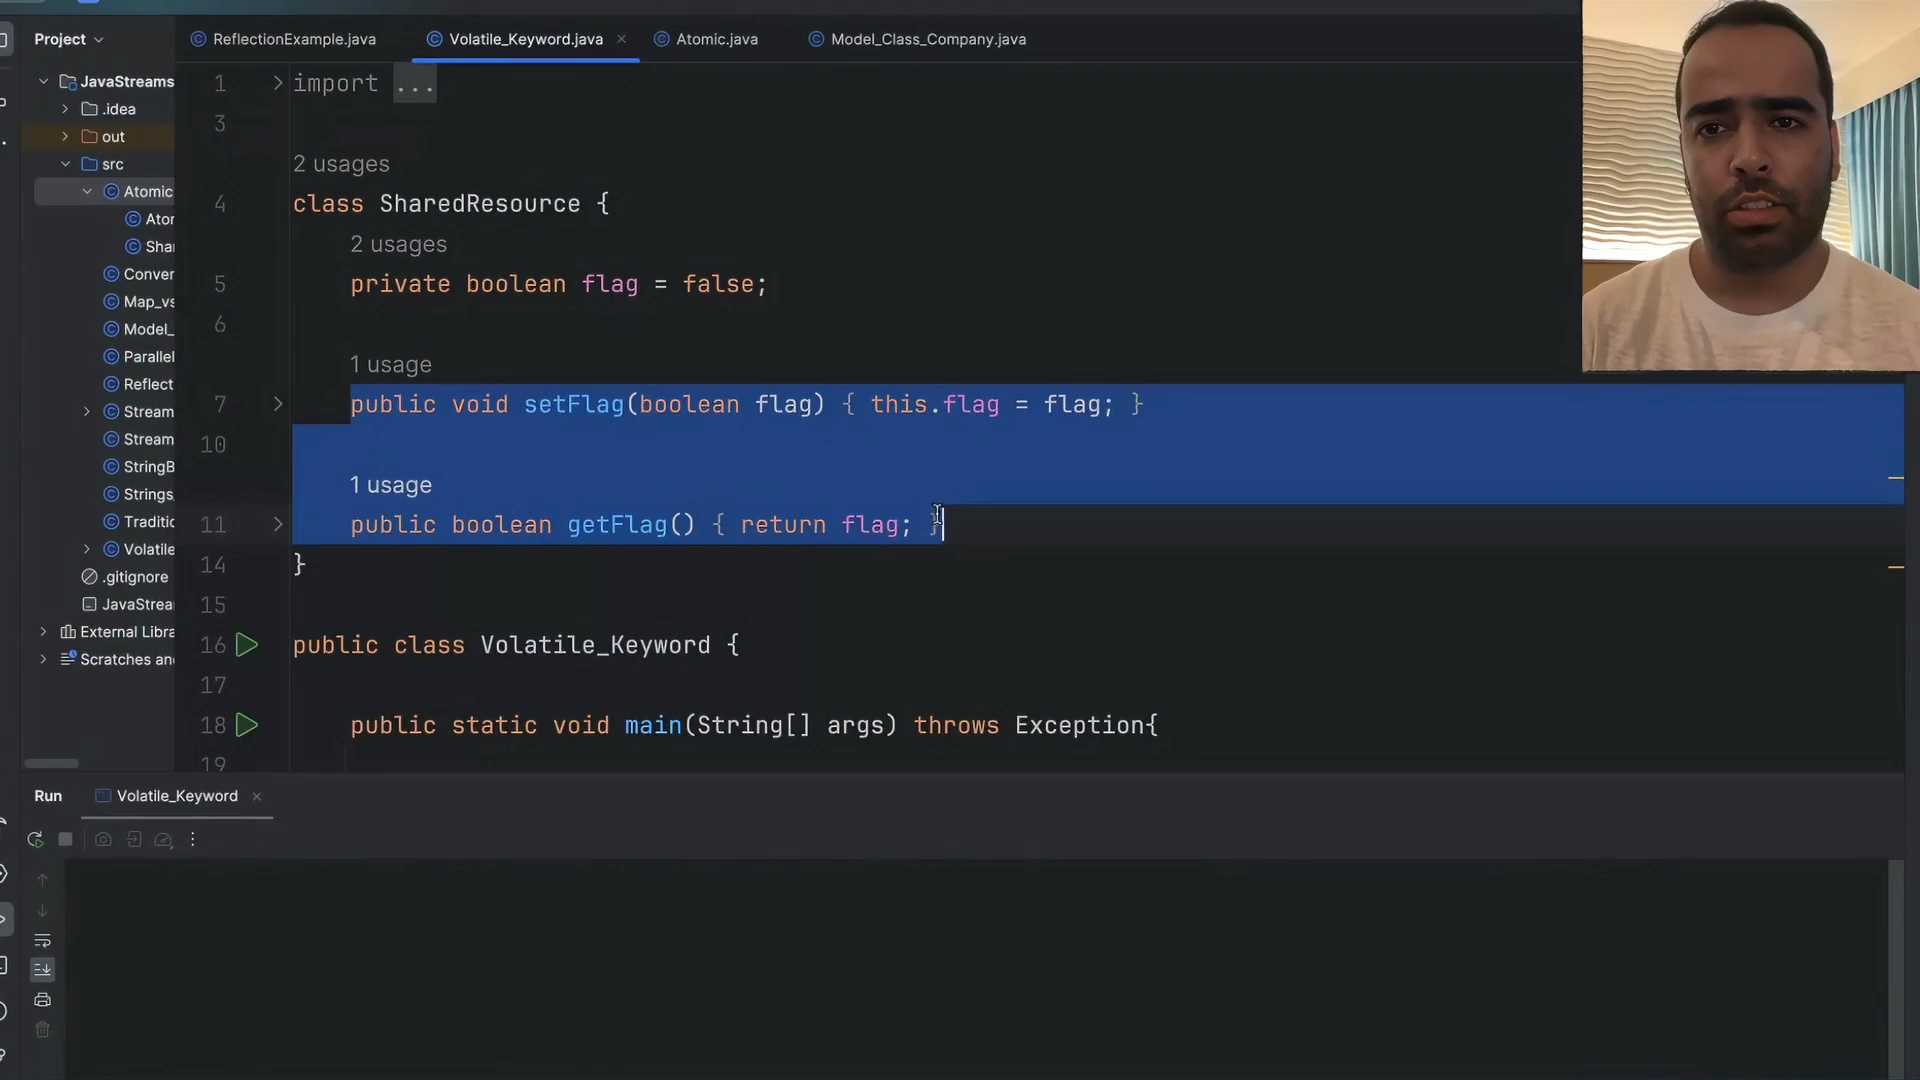 Project
ReflectionExample.java
Volatile_Keyword.java
Atomic.java
Model_Class_Company.java
JavaStreams
.idea
out
src
Atomic
Ator
Sha
Conver
Map_vs
Model_
Parallel
Reflect
Stream
Stream
StringB
Strings
Traditic
Volatile
.gitignore
JavaStrea
External Libra
Scratches an
1 import ...
3
2 usages
4 class SharedResource {
2 usages
5 private boolean flag = false;
6
1 usage
7 public void setFlag(boolean flag) { this.flag = flag; }
10
1 usage
11 public boolean getFlag() { return flag; }
14 }
15
16 public class Volatile_Keyword {
17
18 public static void main(String[] args) throws Exception{
19
Run
Volatile_Keyword